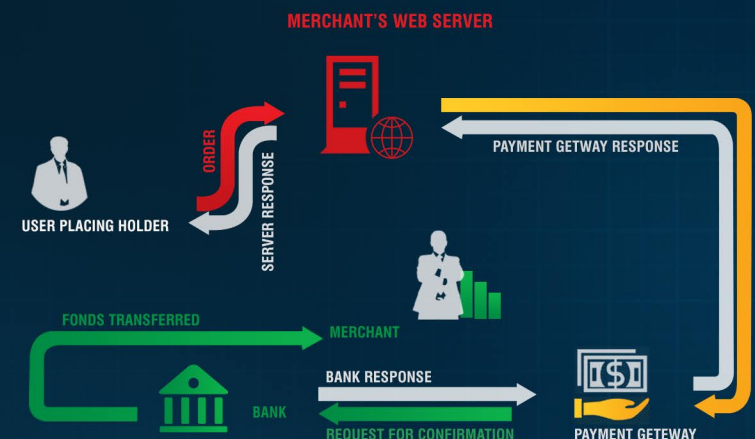 MERCHANT'S WEB SERVER
ORDER
SERVER RESPONSE
PAYMENT GETWAY RESPONSE
USER PLACING HOLDER
FONDS TRANSFERRED
MERCHANT
BANK RESPONSE
BANK
REQUEST FOR CONFIRMATION
PAYMENT GETEWAY